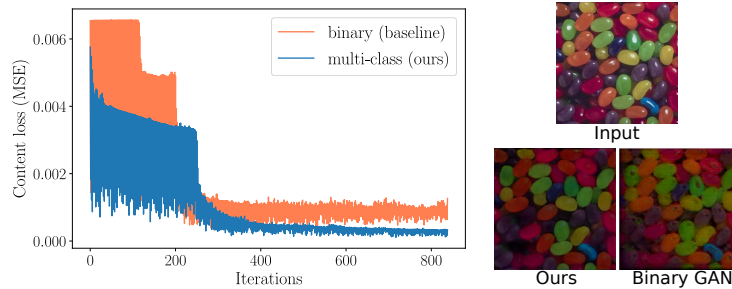 0.006
0.004
0.002
0.000
Content loss (MSE)
binary (baseline)
multi-class (ours)
0
200
400
600
800
Iterations
Input
Ours
Binary GAN